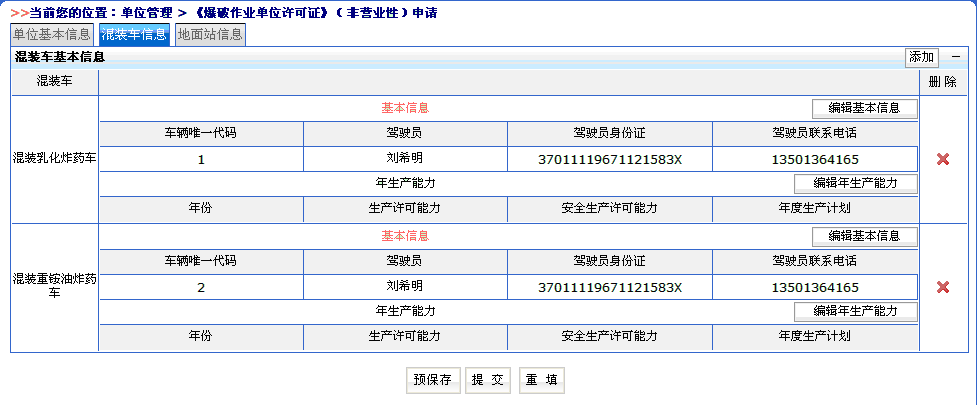 >>当前您的位置：单位管理 > 《爆破作业单位许可证》（非营业性）申请
单位基本信息 混装车信息 地面站信息
混装车基本信息 添加 －
混装车 删 除
基本信息 编辑基本信息
车辆唯一代码 驾驶员 驾驶员身份证 驾驶员联系电话
混装乳化炸药车 1 刘希明 37011119671121583X 13501364165
年生产能力 编辑年生产能力
年份 生产许可能力 安全生产许可能力 年度生产计划
基本信息 编辑基本信息
车辆唯一代码 驾驶员 驾驶员身份证 驾驶员联系电话
混装重铵油炸药
车
2 刘希明 37011119671121583X 13501364165
年生产能力 编辑年生产能力
年份 生产许可能力 安全生产许可能力 年度生产计划
预保存 提 交 重 填